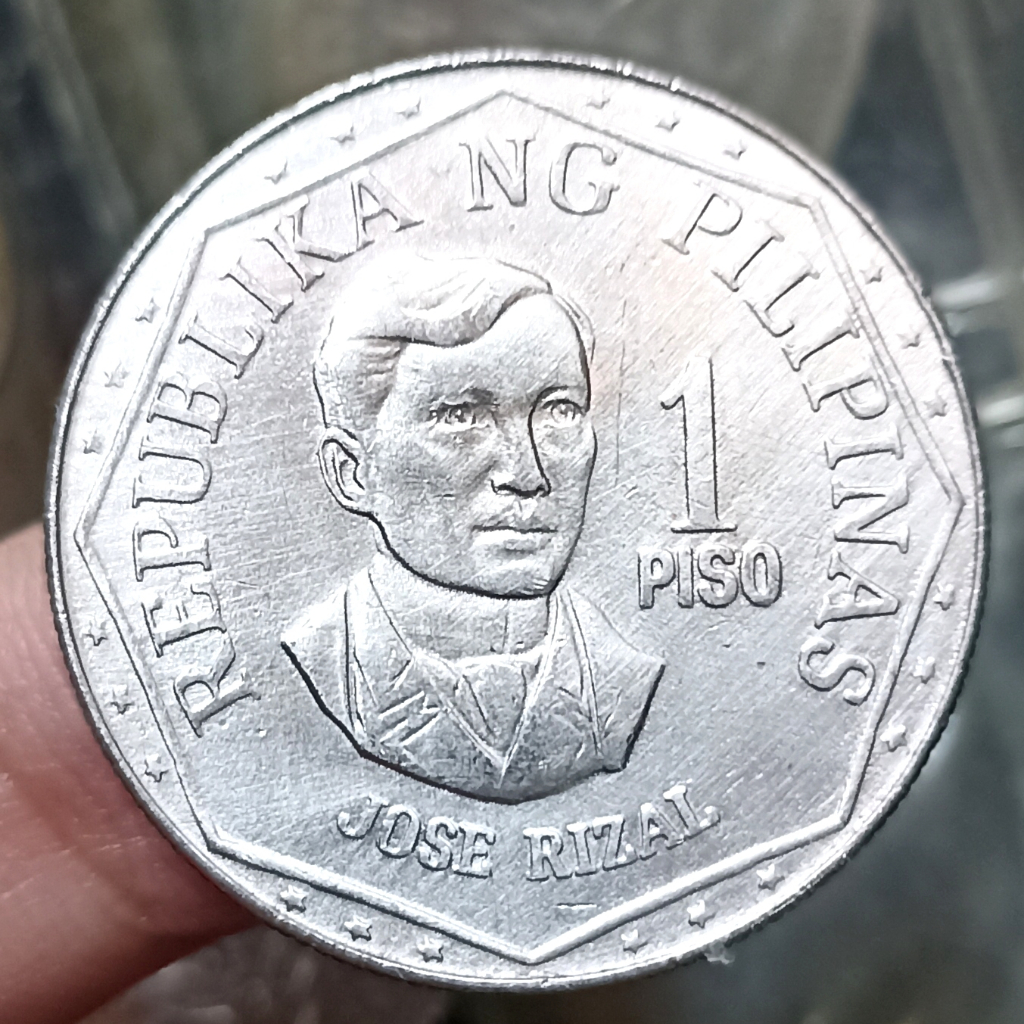 REPUBLIKA NG PILIPINAS
1
PISO
JOSE RIZAL